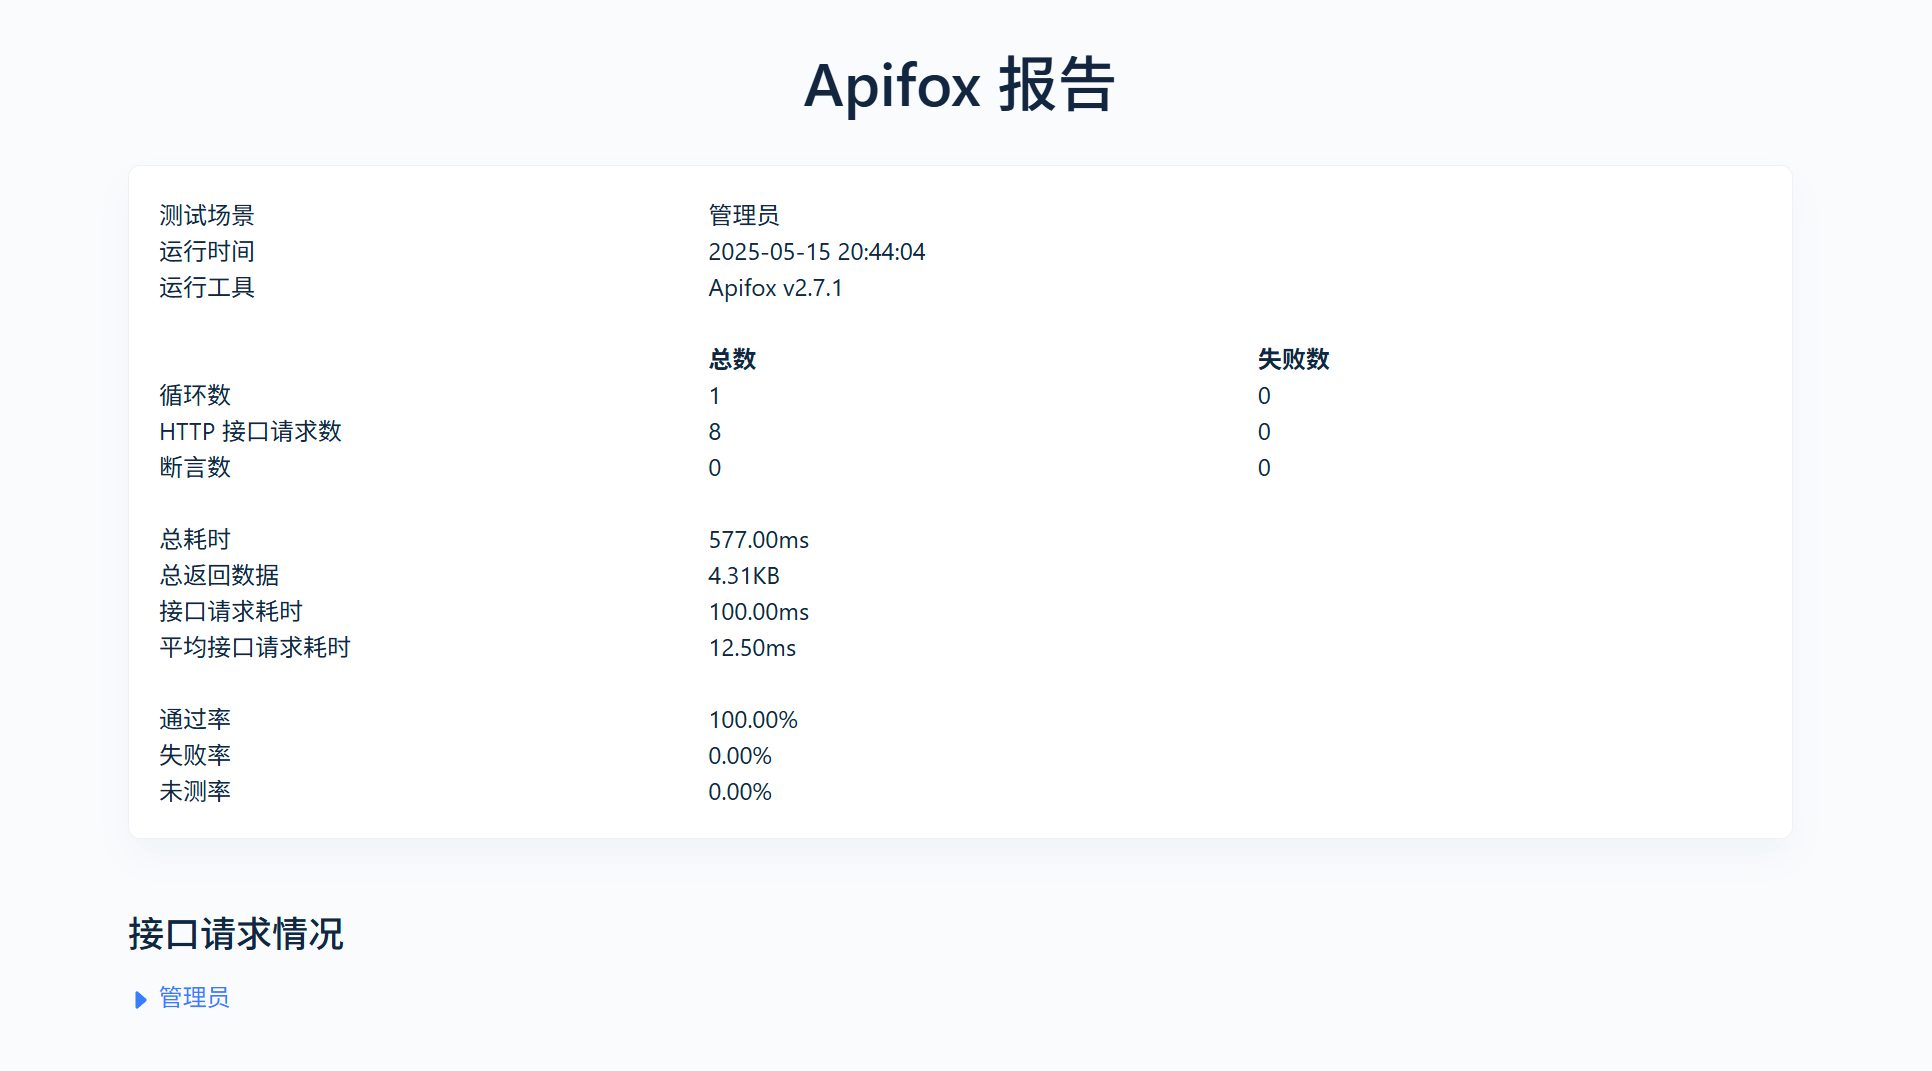 Apifox 报告
测试场景 管理员
运行时间 2025-05-15 20:44:04
运行工具 Apifox v2.7.1
总数 失败数
循环数 1 0
HTTP 接口请求数 8 0
断言数 0 0
总耗时 577.00ms
总返回数据 4.31KB
接口请求耗时 100.00ms
平均接口请求耗时 12.50ms
通过率 100.00%
失败率 0.00%
未测率 0.00%
接口请求情况
管理员